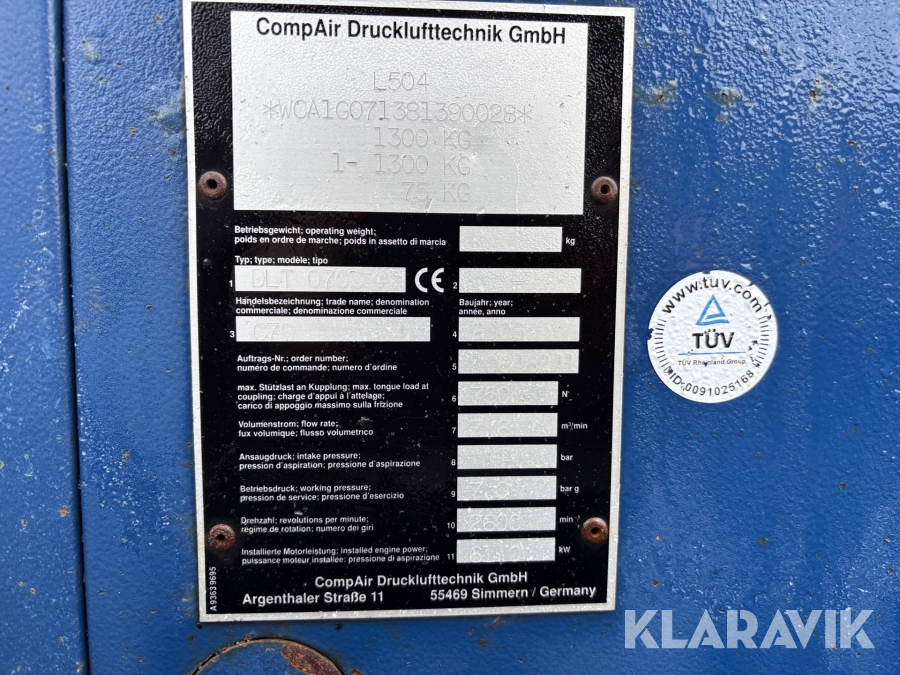 CompAir Drucklufttechnik GmbH
L504
*WCA1G071381390028*
1300 KG
1- 1300 KG
75 KG
Betriebsgewicht; operating weight;
poids en ordre de marche; poids in assetto di marcia
kg
Typ; type; modèle; tipo
1
CE
2
Handelsbezeichnung; trade name; denomination
commerciale; denominazione commerciale
Baujahr; year;
année, anno
3
4
Auftrags-Nr.; order number;
numéro de commande; numero d´ordine
5
max. Stützlast an Kupplung; max. tongue load at
coupling; charge d´appui à l´attelage;
carico di appoggio massimo sulla frizione
6
N
Volumenstrom; flow rate;
fux volumique; flusso volumetrico
7
m³/min
Ansaugdruck; intake pressure;
pression d´aspiration; pressione d´aspirazione
8
bar
Betriebsdruck; working pressure;
pression de service; pressione d´esercizio
9
bar g
Drehzahl; revolutions per minute;
régime de rotation; numero dei giri
10
min
Installierte Motorleistung; installed engine power;
puissance moteur installée; pressione di aspirazione
11
kW
CompAir Drucklufttechnik GmbH
Argenthaler Straße 11 55469 Simmern / Germany
A93639695
www.tuv.com
TÜV
TÜV Rheinland Group
ID: 0091025168
KLARAVIK